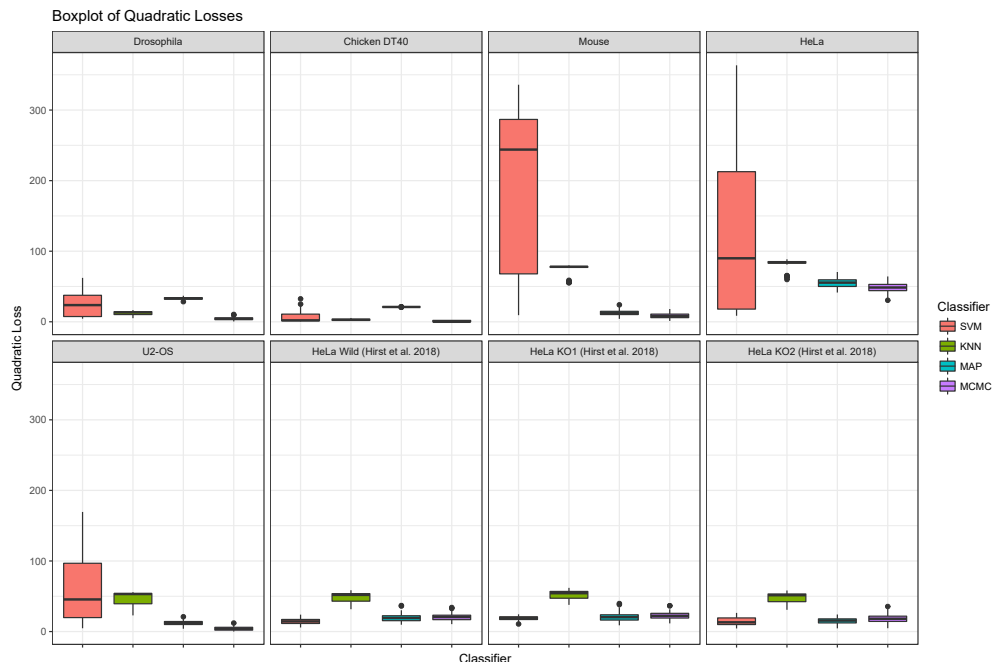 Boxplot of Quadratic Losses
Drosophila
Chicken DT40
Mouse
HeLa
300
200
100
0
U2-OS
HeLa Wild (Hirst et al. 2018)
HeLa KO1 (Hirst et al. 2018)
HeLa KO2 (Hirst et al. 2018)
300
200
100
0
Quadratic Loss
Classifier
Classifier
SVM
KNN
MAP
MCMC